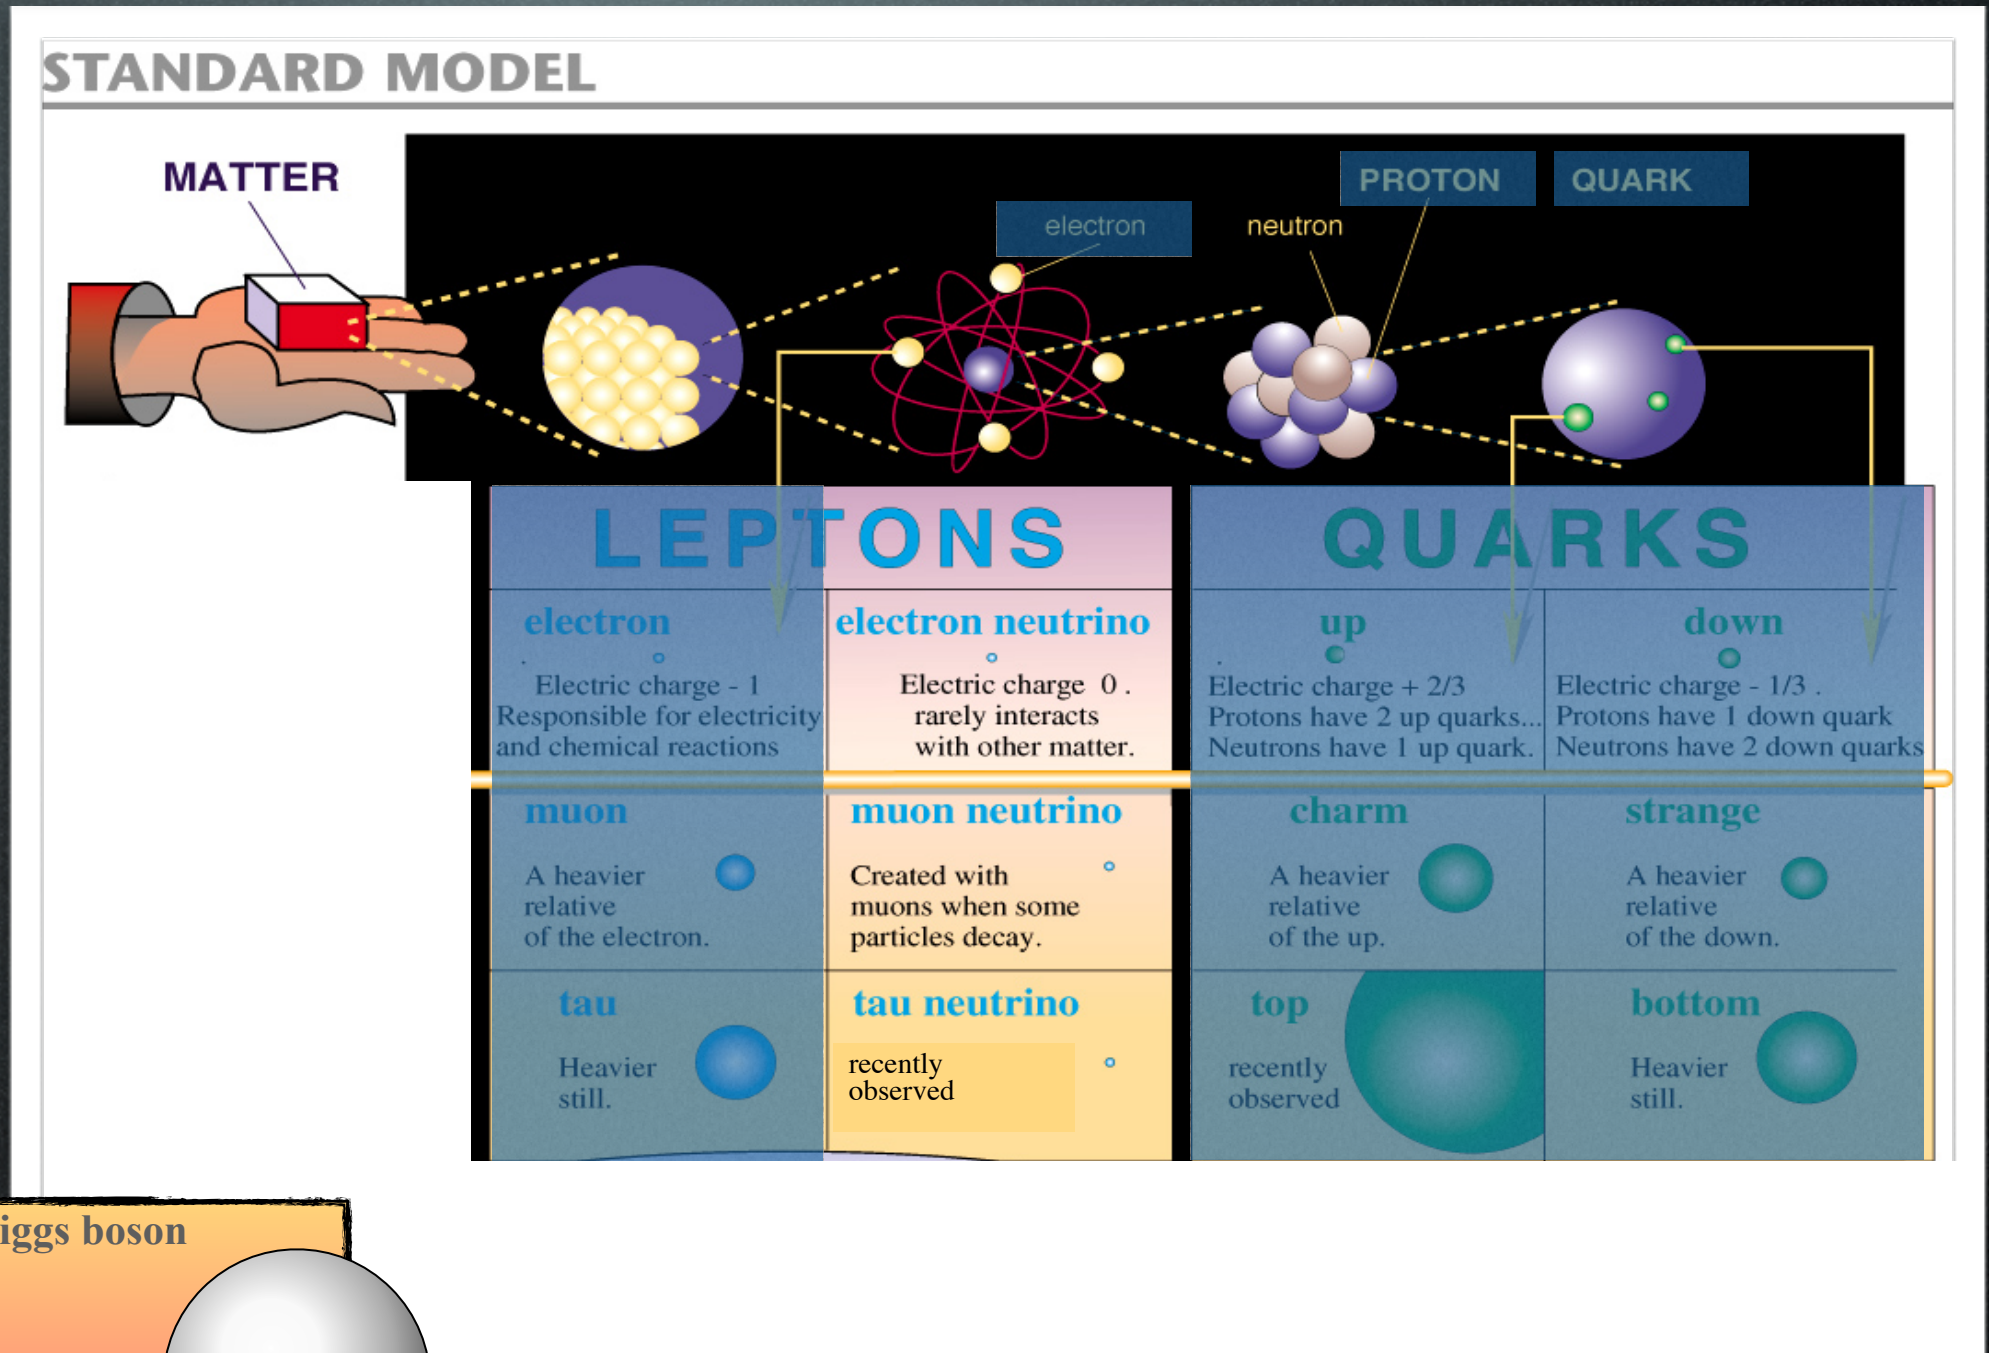 STANDARD MODEL
MATTER
electron
neutron
PROTON
QUARK
LEPTONS
electron
Electric charge - 1
Responsible for electricity
and chemical reactions
electron neutrino
Electric charge 0 .
rarely interacts
with other matter.
muon
A heavier
relative
of the electron.
muon neutrino
Created with
muons when some
particles decay.
tau
Heavier
still.
tau neutrino
recently
observed
QUARKS
up
Electric charge + 2/3
Protons have 2 up quarks...
Neutrons have 1 up quark.
down
Electric charge - 1/3 .
Protons have 1 down quark
Neutrons have 2 down quarks
charm
A heavier
relative
of the up.
strange
A heavier
relative
of the down.
top
recently
observed
bottom
Heavier
still.
iggs boson